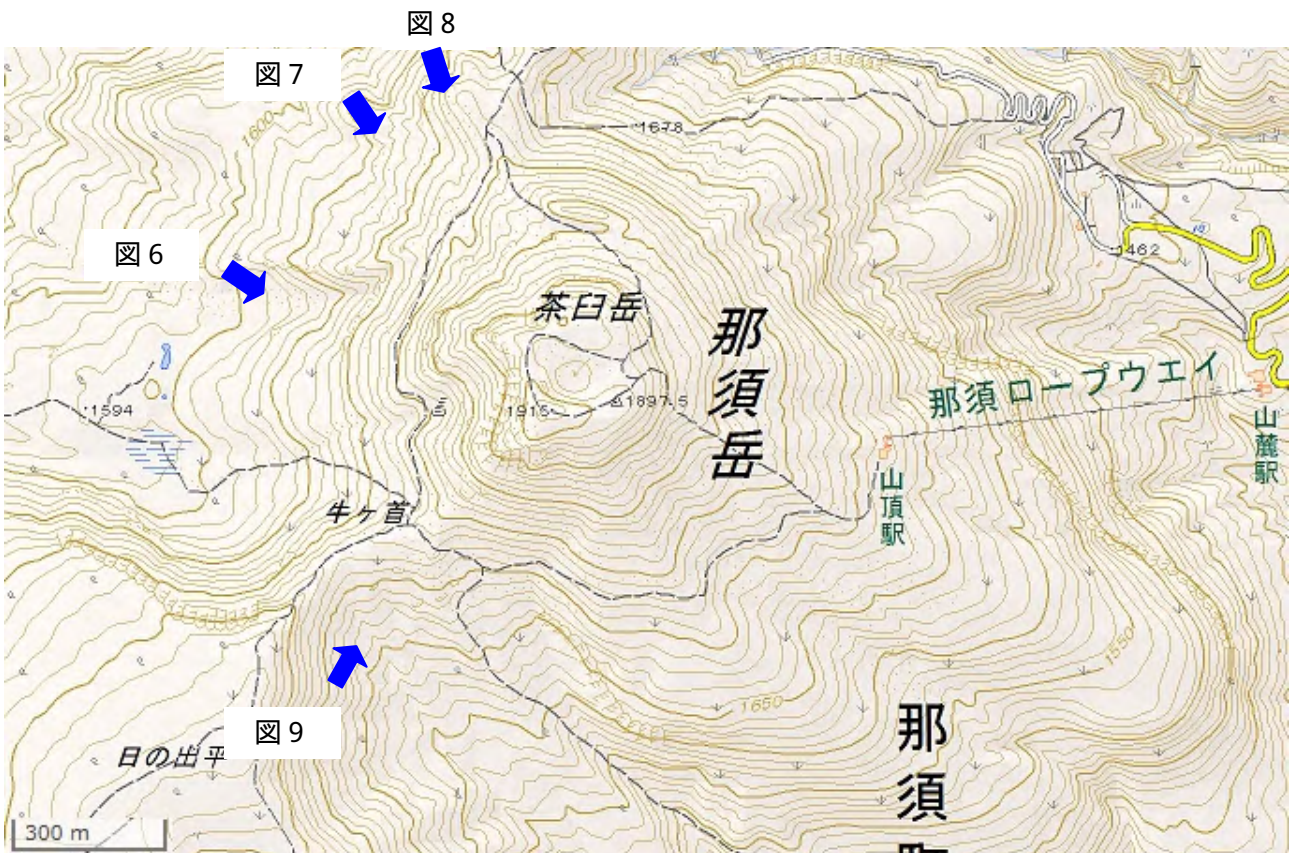 図 8
図 7
1600
1678
図 6
1462
茶臼岳
那須岳
那須ロープウエイ
1594
1915
1897.5
山麓駅
山頂駅
牛ヶ首
1550
1650
図 9
那須町
日の出平
300 m